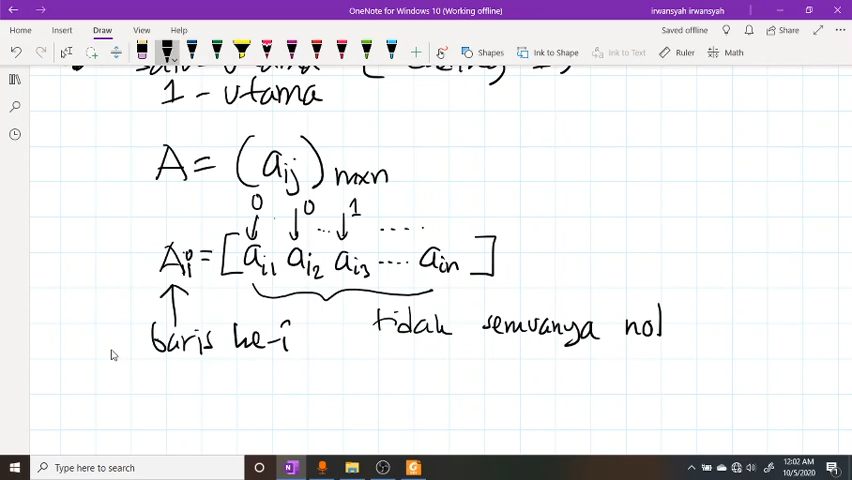 OneNote for Windows 10 (Working offline)
irwansyah irwansyah
Home Insert Draw View Help
Saved offline Share
Shapes Ink to Shape Ink to Text Ruler Math
1 - utama
A = (aij) mxn
0 0 1
... ....
Ai = [ai1 ai2 ai3 .... ain]
baris ke-i tidak semuanya nol
Type here to search
12:02 AM
10/5/2020